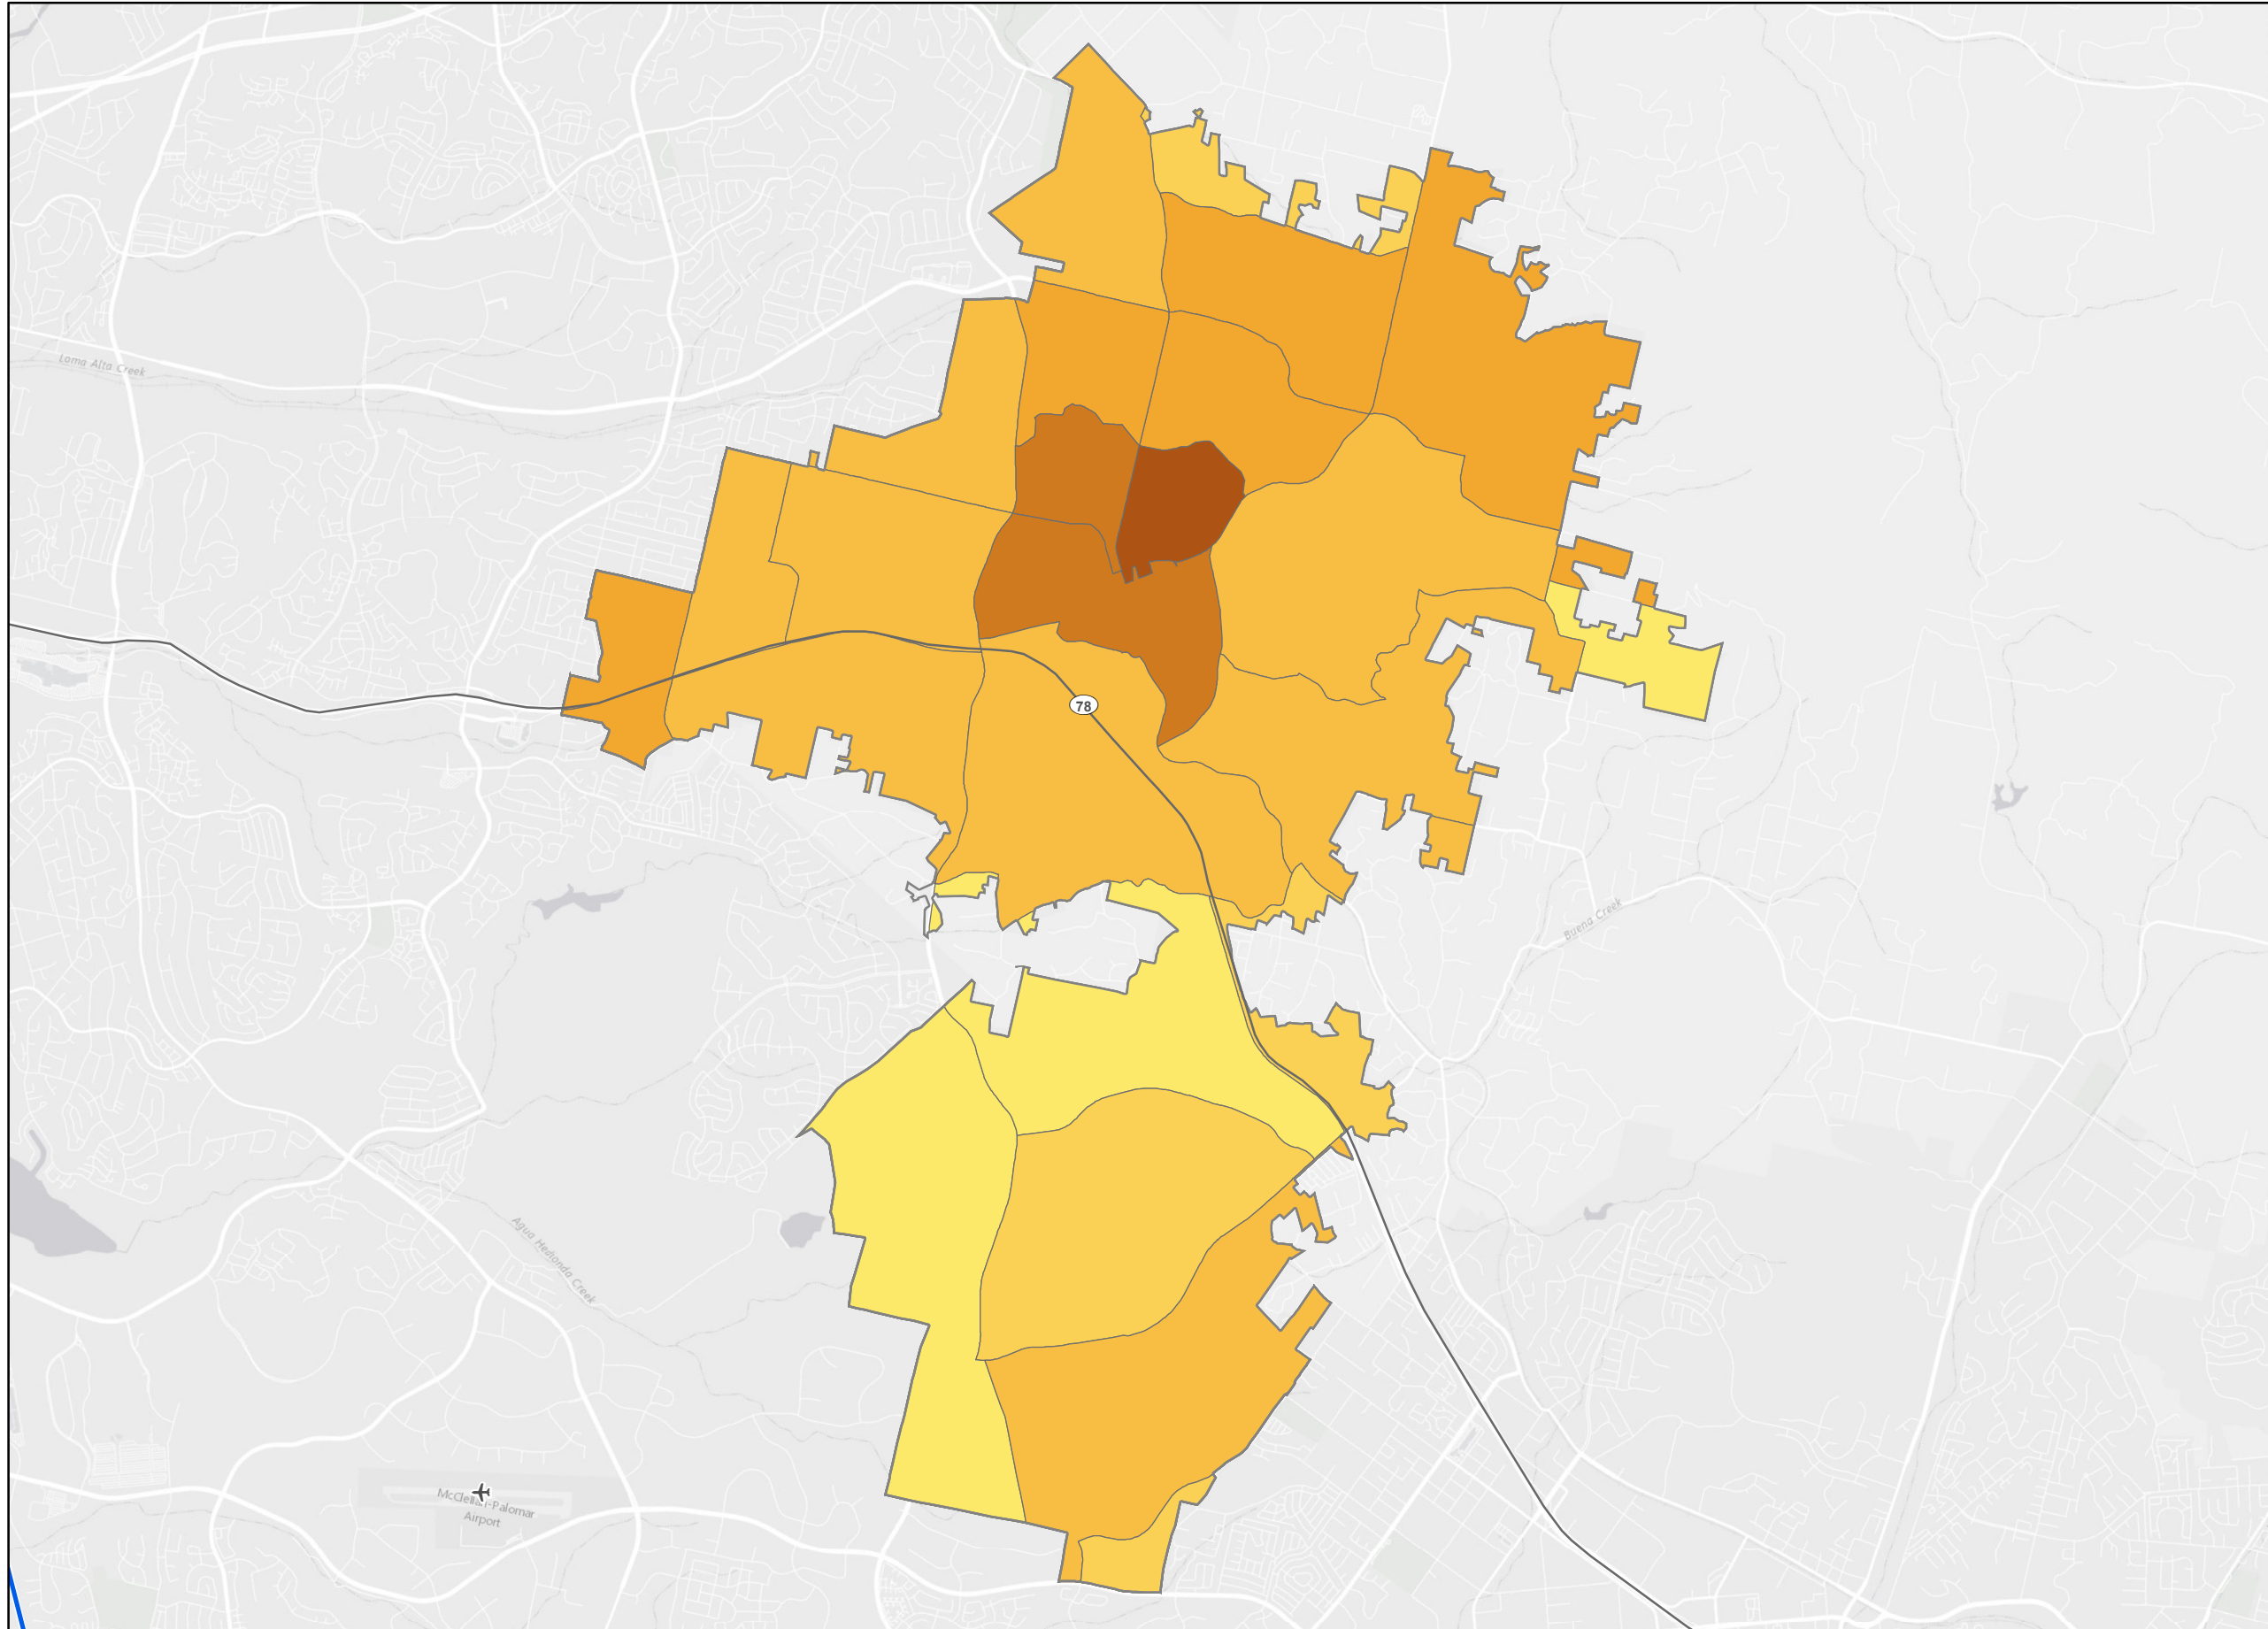 Loma Alta Creek
78
Buena Creek
Agua Hedionda Creek
McClellan-Palomar
Airport